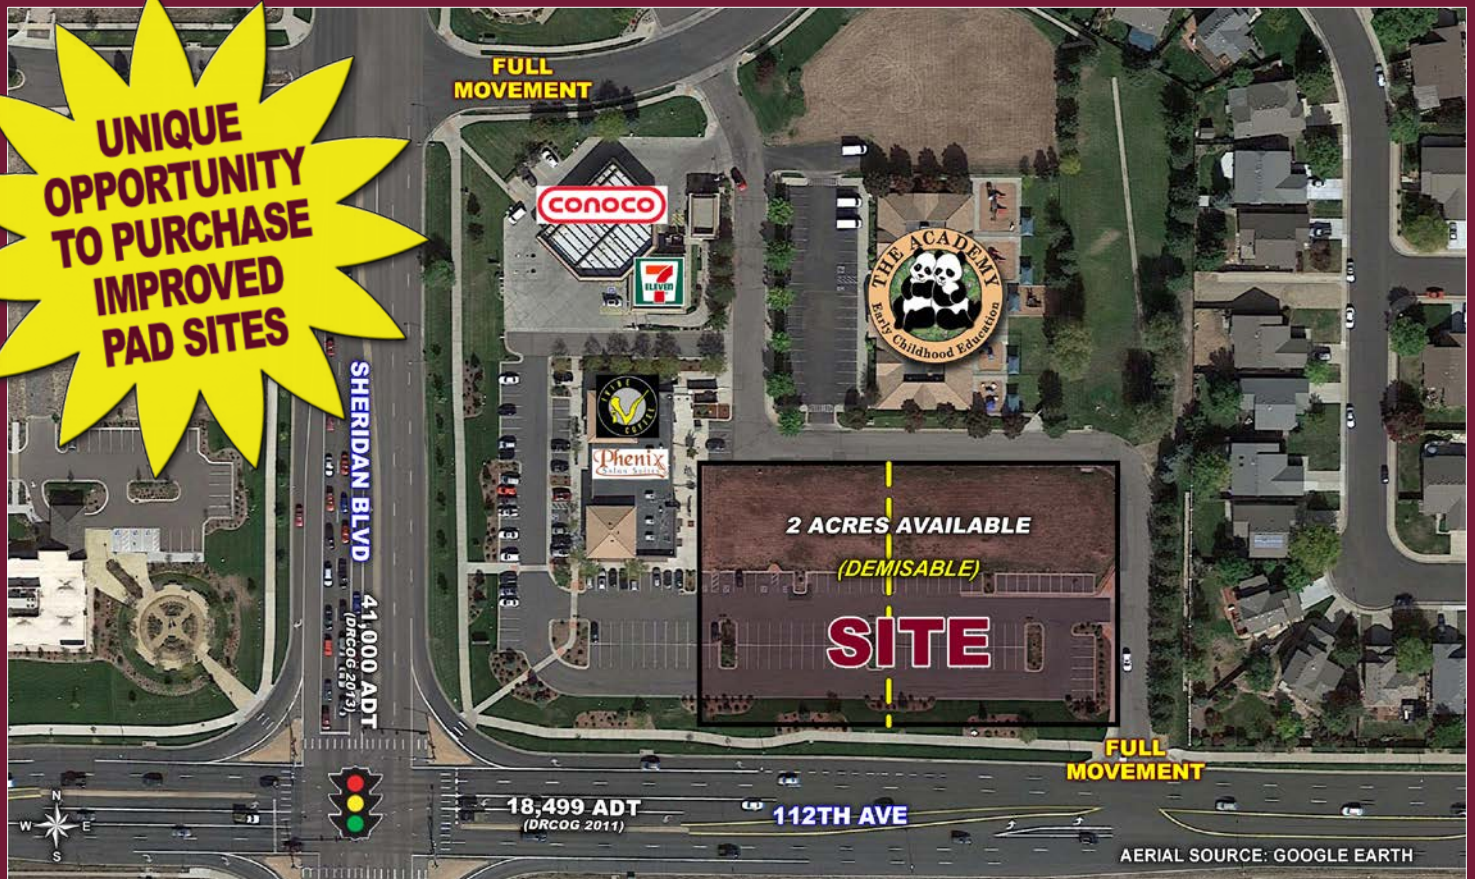 UNIQUE
OPPORTUNITY
TO PURCHASE
IMPROVED
PAD SITES
FULL
MOVEMENT
conoco
7
ELEVEN
THE ACADEMY
Early Childhood Education
COFFEE
Phenix
Salon Suites
SHERIDAN BLVD
41,000 ADT
(DRCOG 2013)
2 ACRES AVAILABLE
(DEMISABLE)
SITE
FULL
MOVEMENT
18,499 ADT
(DRCOG 2011)
112TH AVE
N
W E
S
AERIAL SOURCE: GOOGLE EARTH